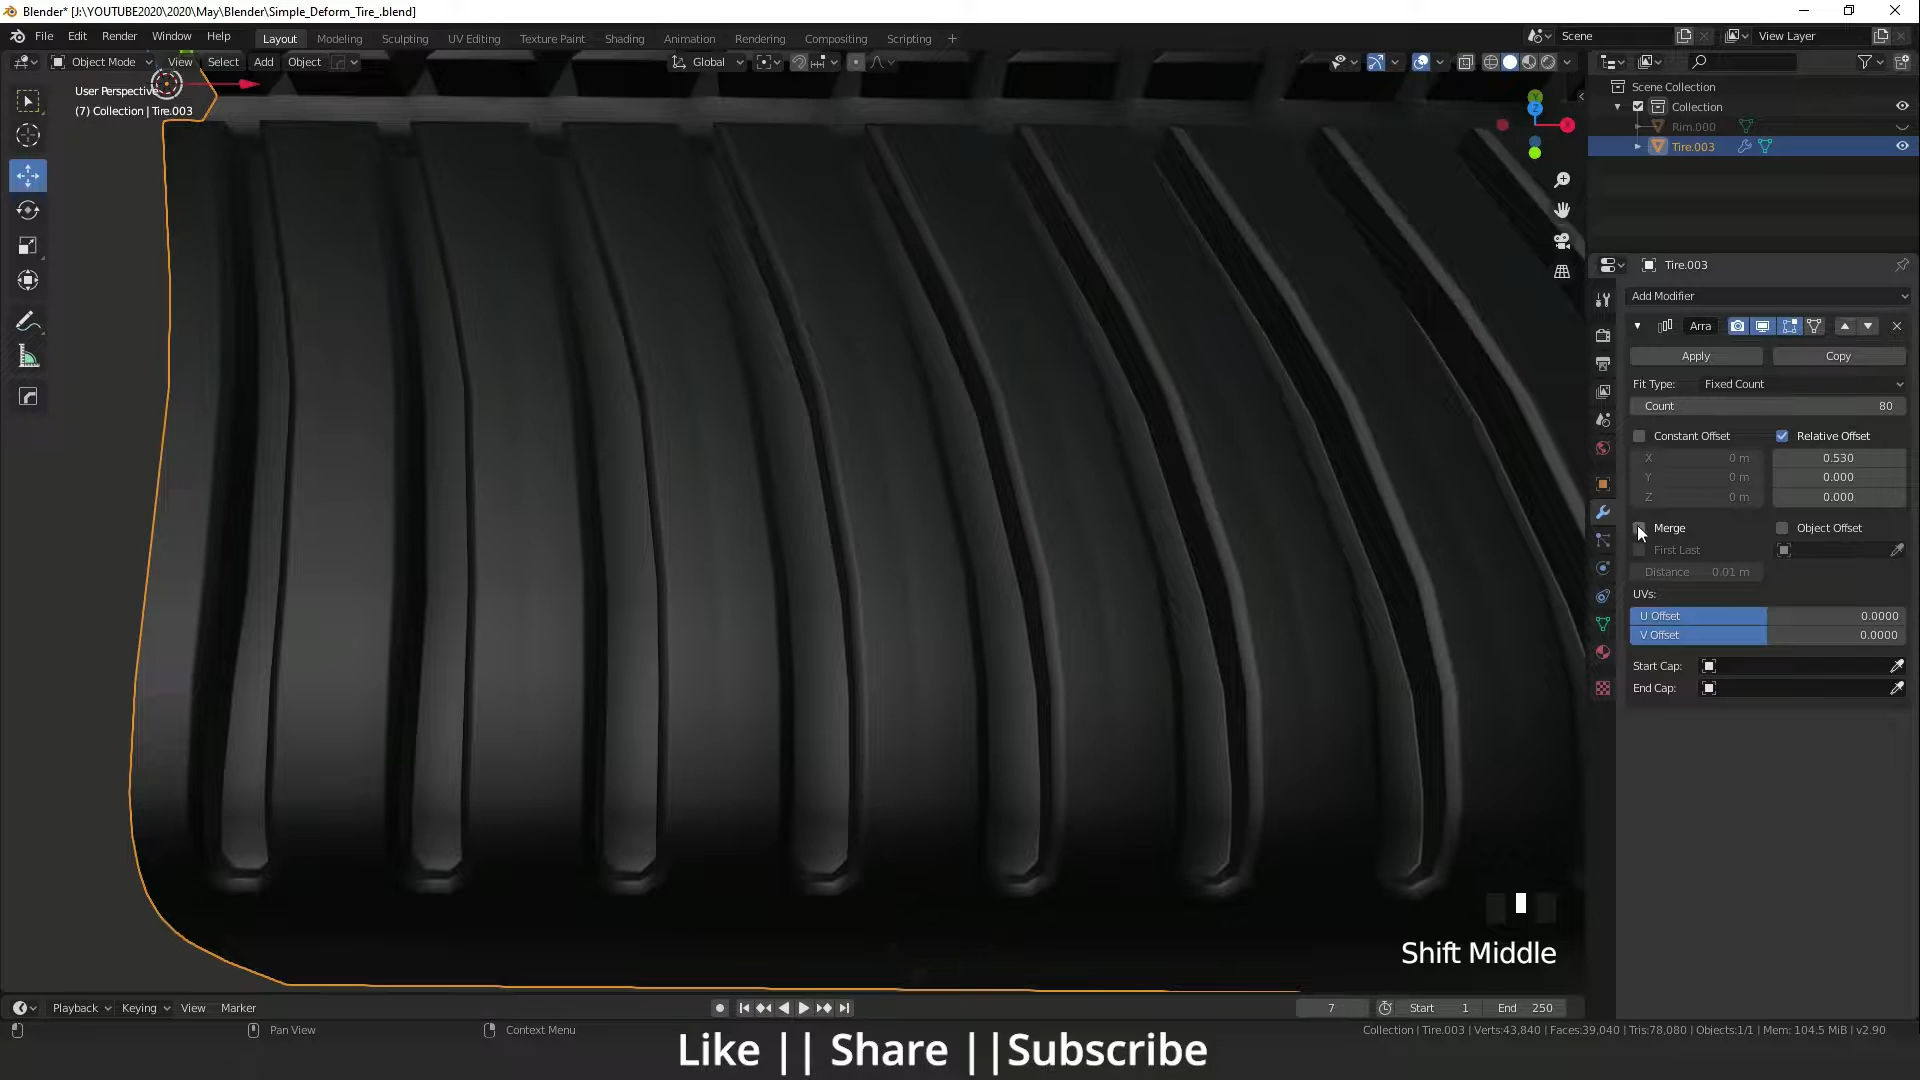 Blender* [J:\YOUTUBE2020\2020\May\Blender\Simple_Deform_Tire_.blend]
File Edit Render Window Help Layout Modeling Sculpting UV Editing Texture Paint Shading Animation Rendering Compositing Scripting Scene View Layer
Object Mode View Select Add Object Global
User Perspective
(7) Collection | Tire.003
Scene Collection
Collection
Rim.000
Tire.003
Tire.003
Add Modifier
Arra
Apply Copy
Fit Type: Fixed Count
Count 80
Constant Offset Relative Offset
X 0 m 0.530
Y 0 m 0.000
Z 0 m 0.000
Merge Object Offset
First Last
Distance 0.01 m
UVs:
U Offset 0.0000
V Offset 0.0000
Start Cap:
End Cap:
Shift Middle
Playback Keying View Marker 7 Start 1 End 250
Pan View Context Menu Collection | Tire.003 | Verts:43,840 | Faces:39,040 | Tris:78,080 | Objects:1/1 | Mem: 104.5 MiB | v2.90
Like || Share ||Subscribe